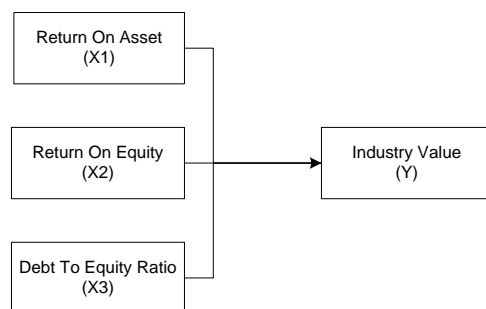 Return On Asset
(X1)
Return On Equity
(X2)
Industry Value
(Y)
Debt To Equity Ratio
(X3)